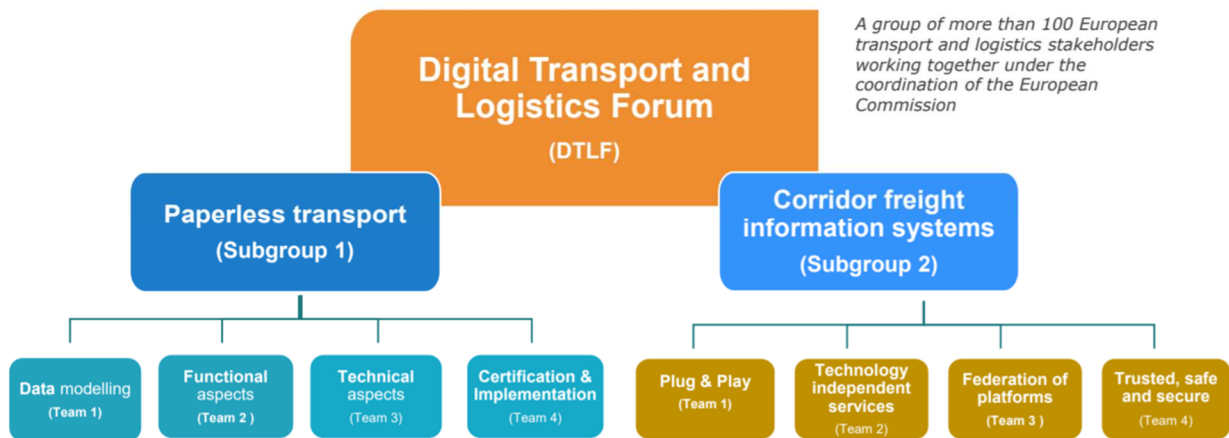 Digital Transport and
Logistics Forum
(DTLF)
A group of more than 100 European
transport and logistics stakeholders
working together under the
coordination of the European
Commission
Paperless transport
(Subgroup 1)
Corridor freight
information systems
(Subgroup 2)
Data modelling
(Team 1)
Functional
aspects
(Team 2 )
Technical
aspects
(Team 3)
Certification &
Implementation
(Team 4)
Plug & Play
(Team 1)
Technology
independent
services
(Team 2)
Federation of
platforms
(Team 3 )
Trusted, safe
and secure
(Team 4)